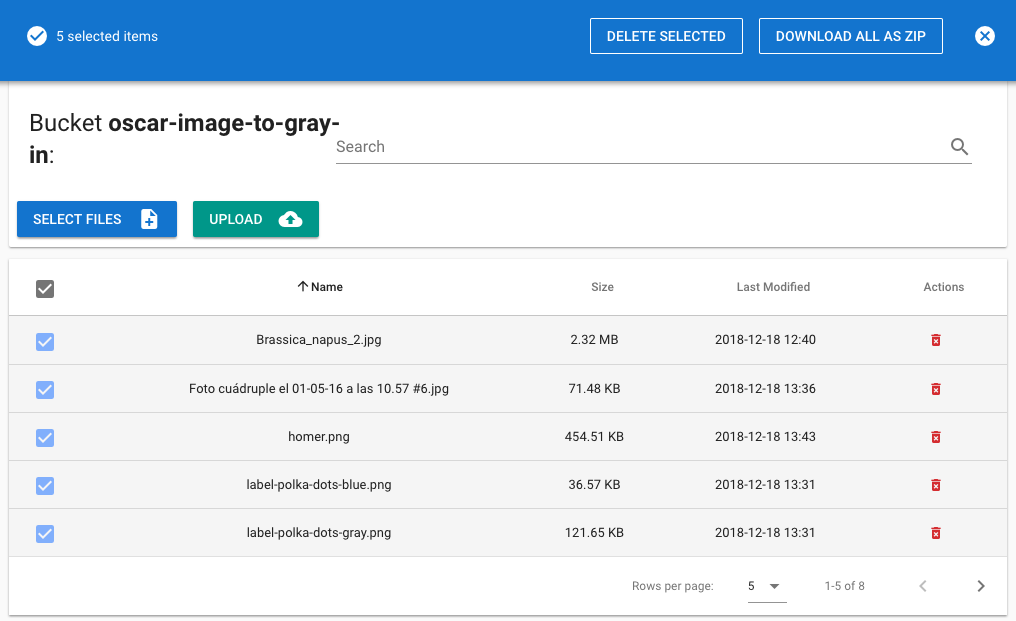 5 selected items DELETE SELECTED DOWNLOAD ALL AS ZIP
Bucket oscar-image-to-gray-
in:
Search
SELECT FILES UPLOAD
Name Size Last Modified Actions
Brassica_napus_2.jpg 2.32 MB 2018-12-18 12:40
Foto cuádruple el 01-05-16 a las 10.57 #6.jpg 71.48 KB 2018-12-18 13:36
homer.png 454.51 KB 2018-12-18 13:43
label-polka-dots-blue.png 36.57 KB 2018-12-18 13:31
label-polka-dots-gray.png 121.65 KB 2018-12-18 13:31
Rows per page: 5 1-5 of 8